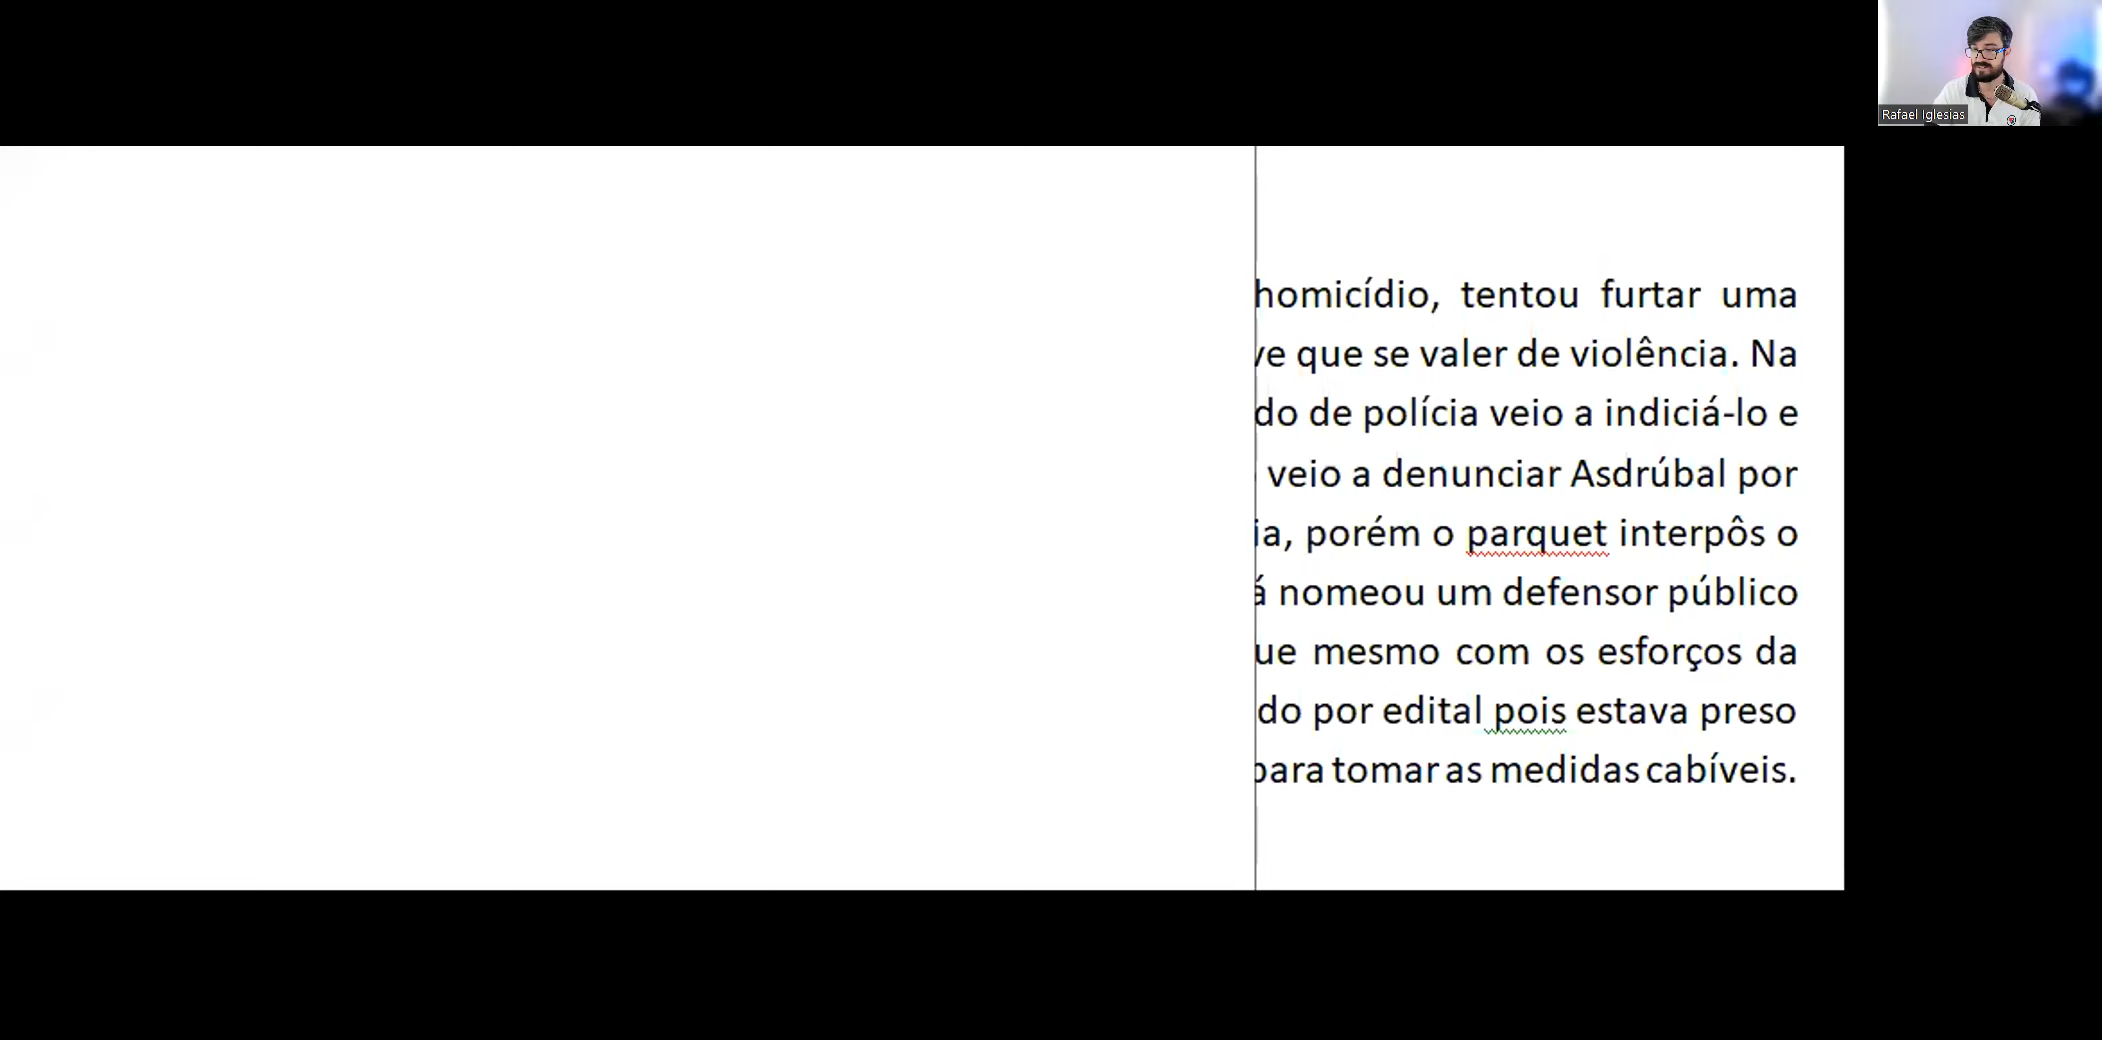 Rafael Iglesias
homicídio, tentou furtar uma
ve que se valer de violência. Na
do de polícia veio a indiciá-lo e
veio a denunciar Asdrúbal por
ia, porém o parquet interpôs o
á nomeou um defensor público
ue mesmo com os esforços da
do por edital pois estava preso
para tomar as medidas cabíveis.